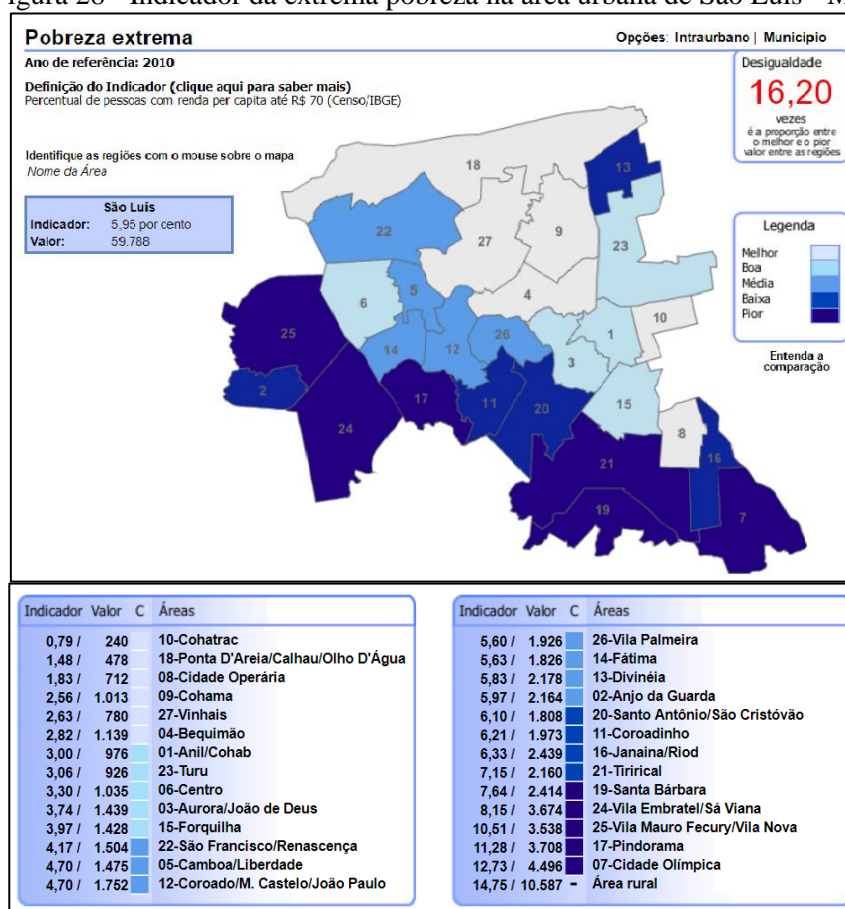 igura 28 - Indicador da extrema pobreza na área urbana de São Luís - M
Pobreza extrema
Opções: Intraurbano | Municipio
Ano de referência: 2010
Definição do Indicador (clique aqui para saber mais)
Percentual de pessoas com renda per capita até R$ 70 (Censo/IBGE)
Identifique as regiões com o mouse sobre o mapa
Nome da Área
São Luís
Indicador: 5,95 por cento
Valor: 59.788
Desigualdade
16,20
vezes
é a proporção entre
o melhor e o pior
valor entre as regiões
Legenda
Melhor
Boa
Média
Baixa
Pior
Entenda a
comparação
18
13
22
27
9
23
5
6
4
10
25
26
1
14
12
3
2
17
11
20
15
24
8
21
16
19
7
Indicador Valor C Áreas
0,79 / 240 10-Cohatrac
1,48 / 478 18-Ponta D'Areia/Calhau/Olho D'Água
1,83 / 712 08-Cidade Operária
2,56 / 1.013 09-Cohama
2,63 / 780 27-Vinhais
2,82 / 1.139 04-Bequimão
3,00 / 976 01-Anil/Cohab
3,06 / 926 23-Turu
3,30 / 1.035 06-Centro
3,74 / 1.439 03-Aurora/João de Deus
3,97 / 1.428 15-Forquilha
4,17 / 1.504 22-São Francisco/Renascença
4,70 / 1.475 05-Camboa/Liberdade
4,70 / 1.752 12-Coroado/M. Castelo/João Paulo
Indicador Valor C Áreas
5,60 / 1.926 26-Vila Palmeira
5,63 / 1.826 14-Fátima
5,83 / 2.178 13-Divinéia
5,97 / 2.164 02-Anjo da Guarda
6,10 / 1.808 20-Santo Antônio/São Cristóvão
6,21 / 1.973 11-Coroadinho
6,33 / 2.439 16-Janaina/Riod
7,15 / 2.160 21-Tirirical
7,64 / 2.414 19-Santa Bárbara
8,15 / 3.674 24-Vila Embratel/Sá Viana
10,51 / 3.538 25-Vila Mauro Fecury/Vila Nova
11,28 / 3.708 17-Pindorama
12,73 / 4.496 07-Cidade Olímpica
14,75 / 10.587 - Área rural